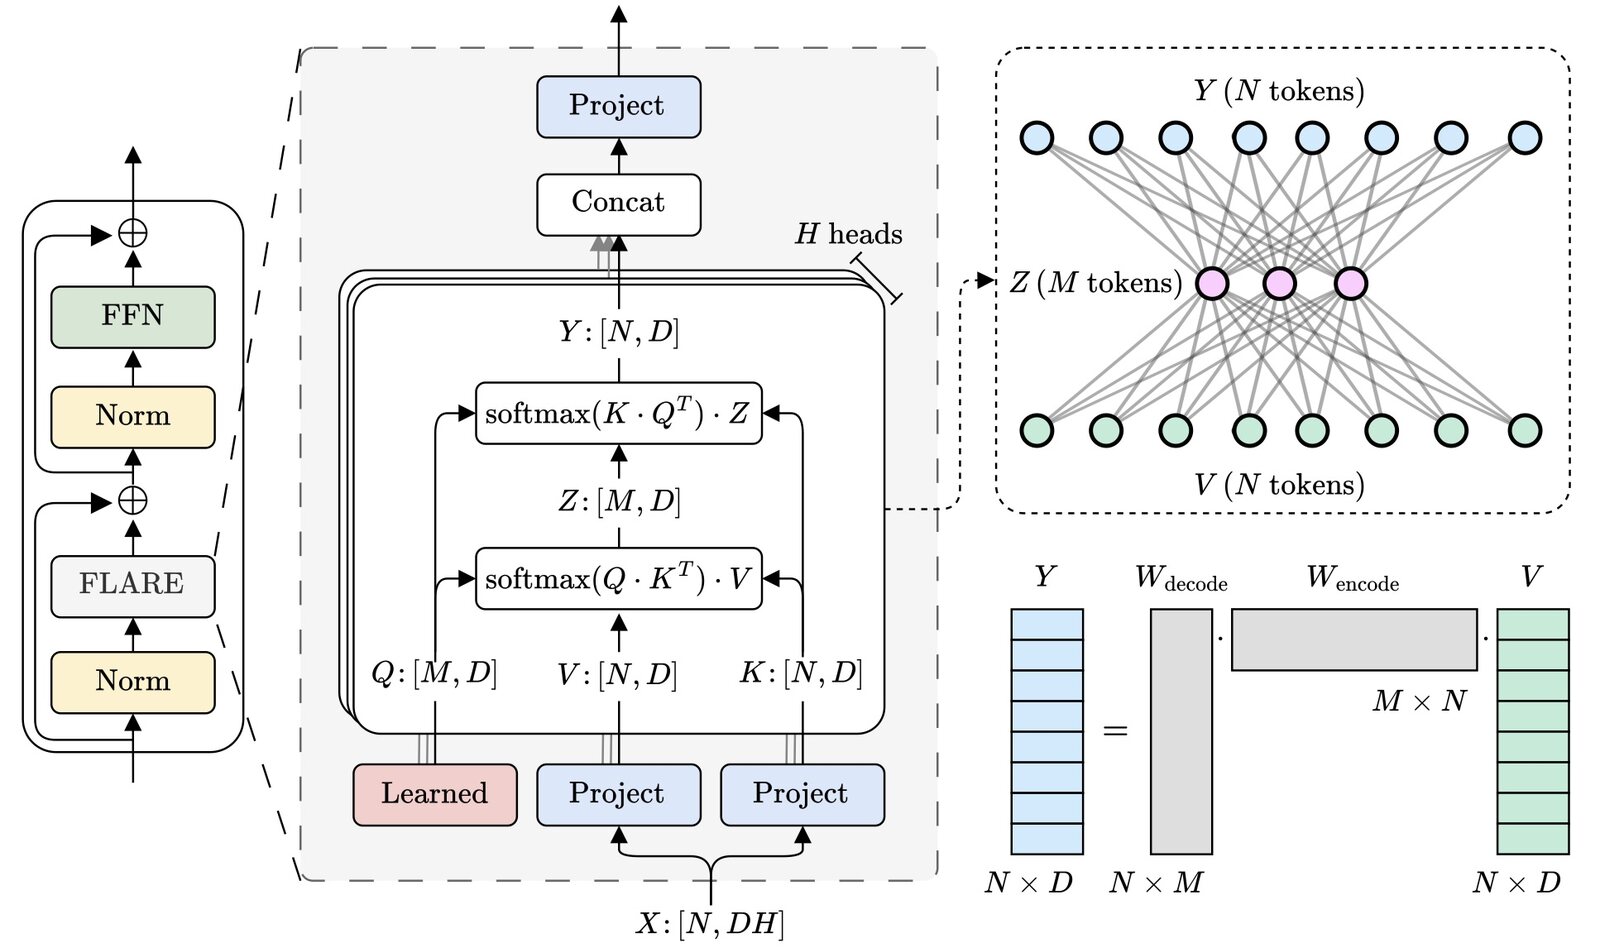 FFN
Norm
FLARE
Norm
Project
Concat
H heads
Y: [N, D]
softmax(K · Q^T) · Z
Z: [M, D]
softmax(Q · K^T) · V
Q: [M, D]
V: [N, D]
K: [N, D]
Learned
Project
Project
X: [N, DH]
Y (N tokens)
Z (M tokens)
V (N tokens)
Y
W_decode
W_encode
V
=
·
·
M × N
N × D
N × M
N × D